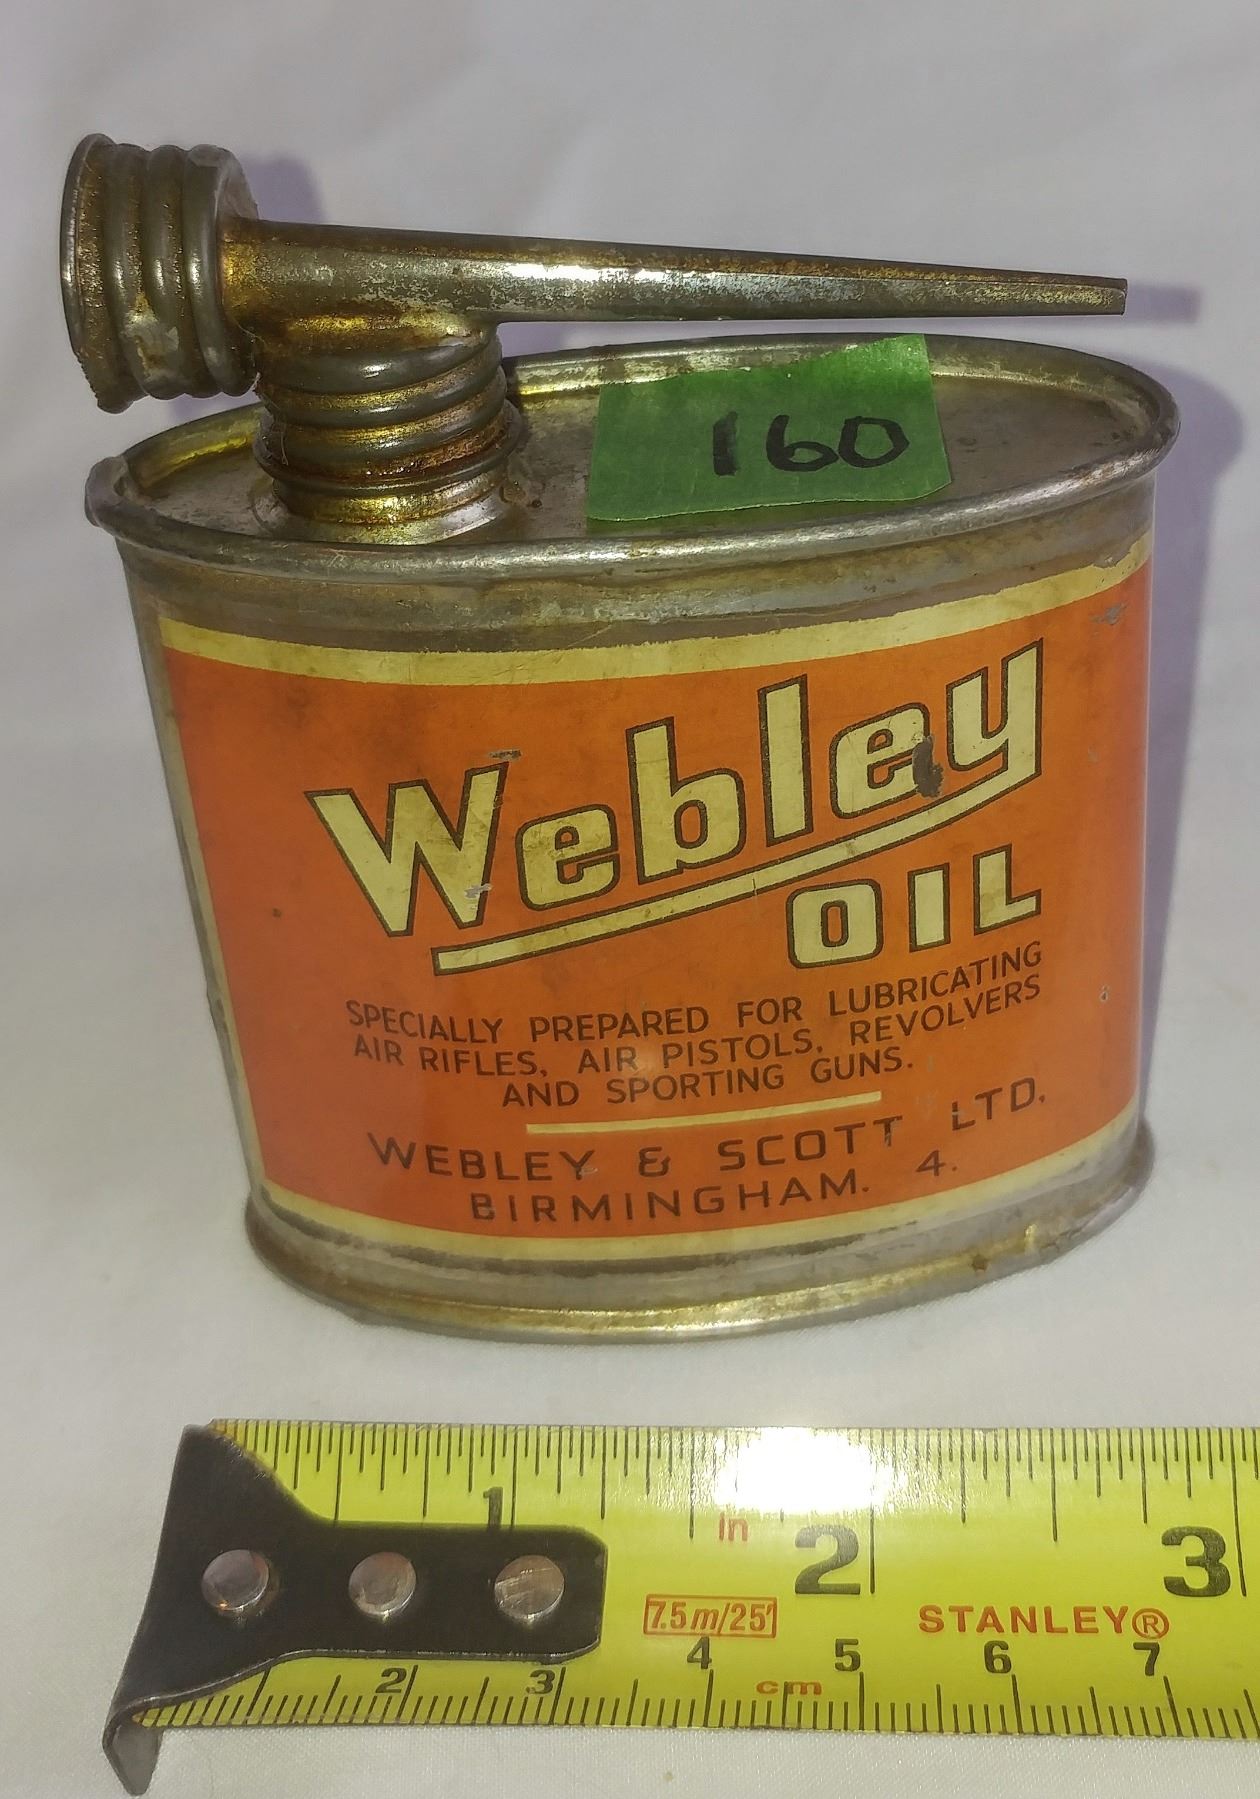 160
Webley
OIL
SPECIALLY PREPARED FOR LUBRICATING
AIR RIFLES, AIR PISTOLS, REVOLVERS
AND SPORTING GUNS.
WEBLEY & SCOTT LTD,
BIRMINGHAM. 4.
1 in 2 3
7.5m/25' STANLEY®
2 3 4 cm 5 6 7